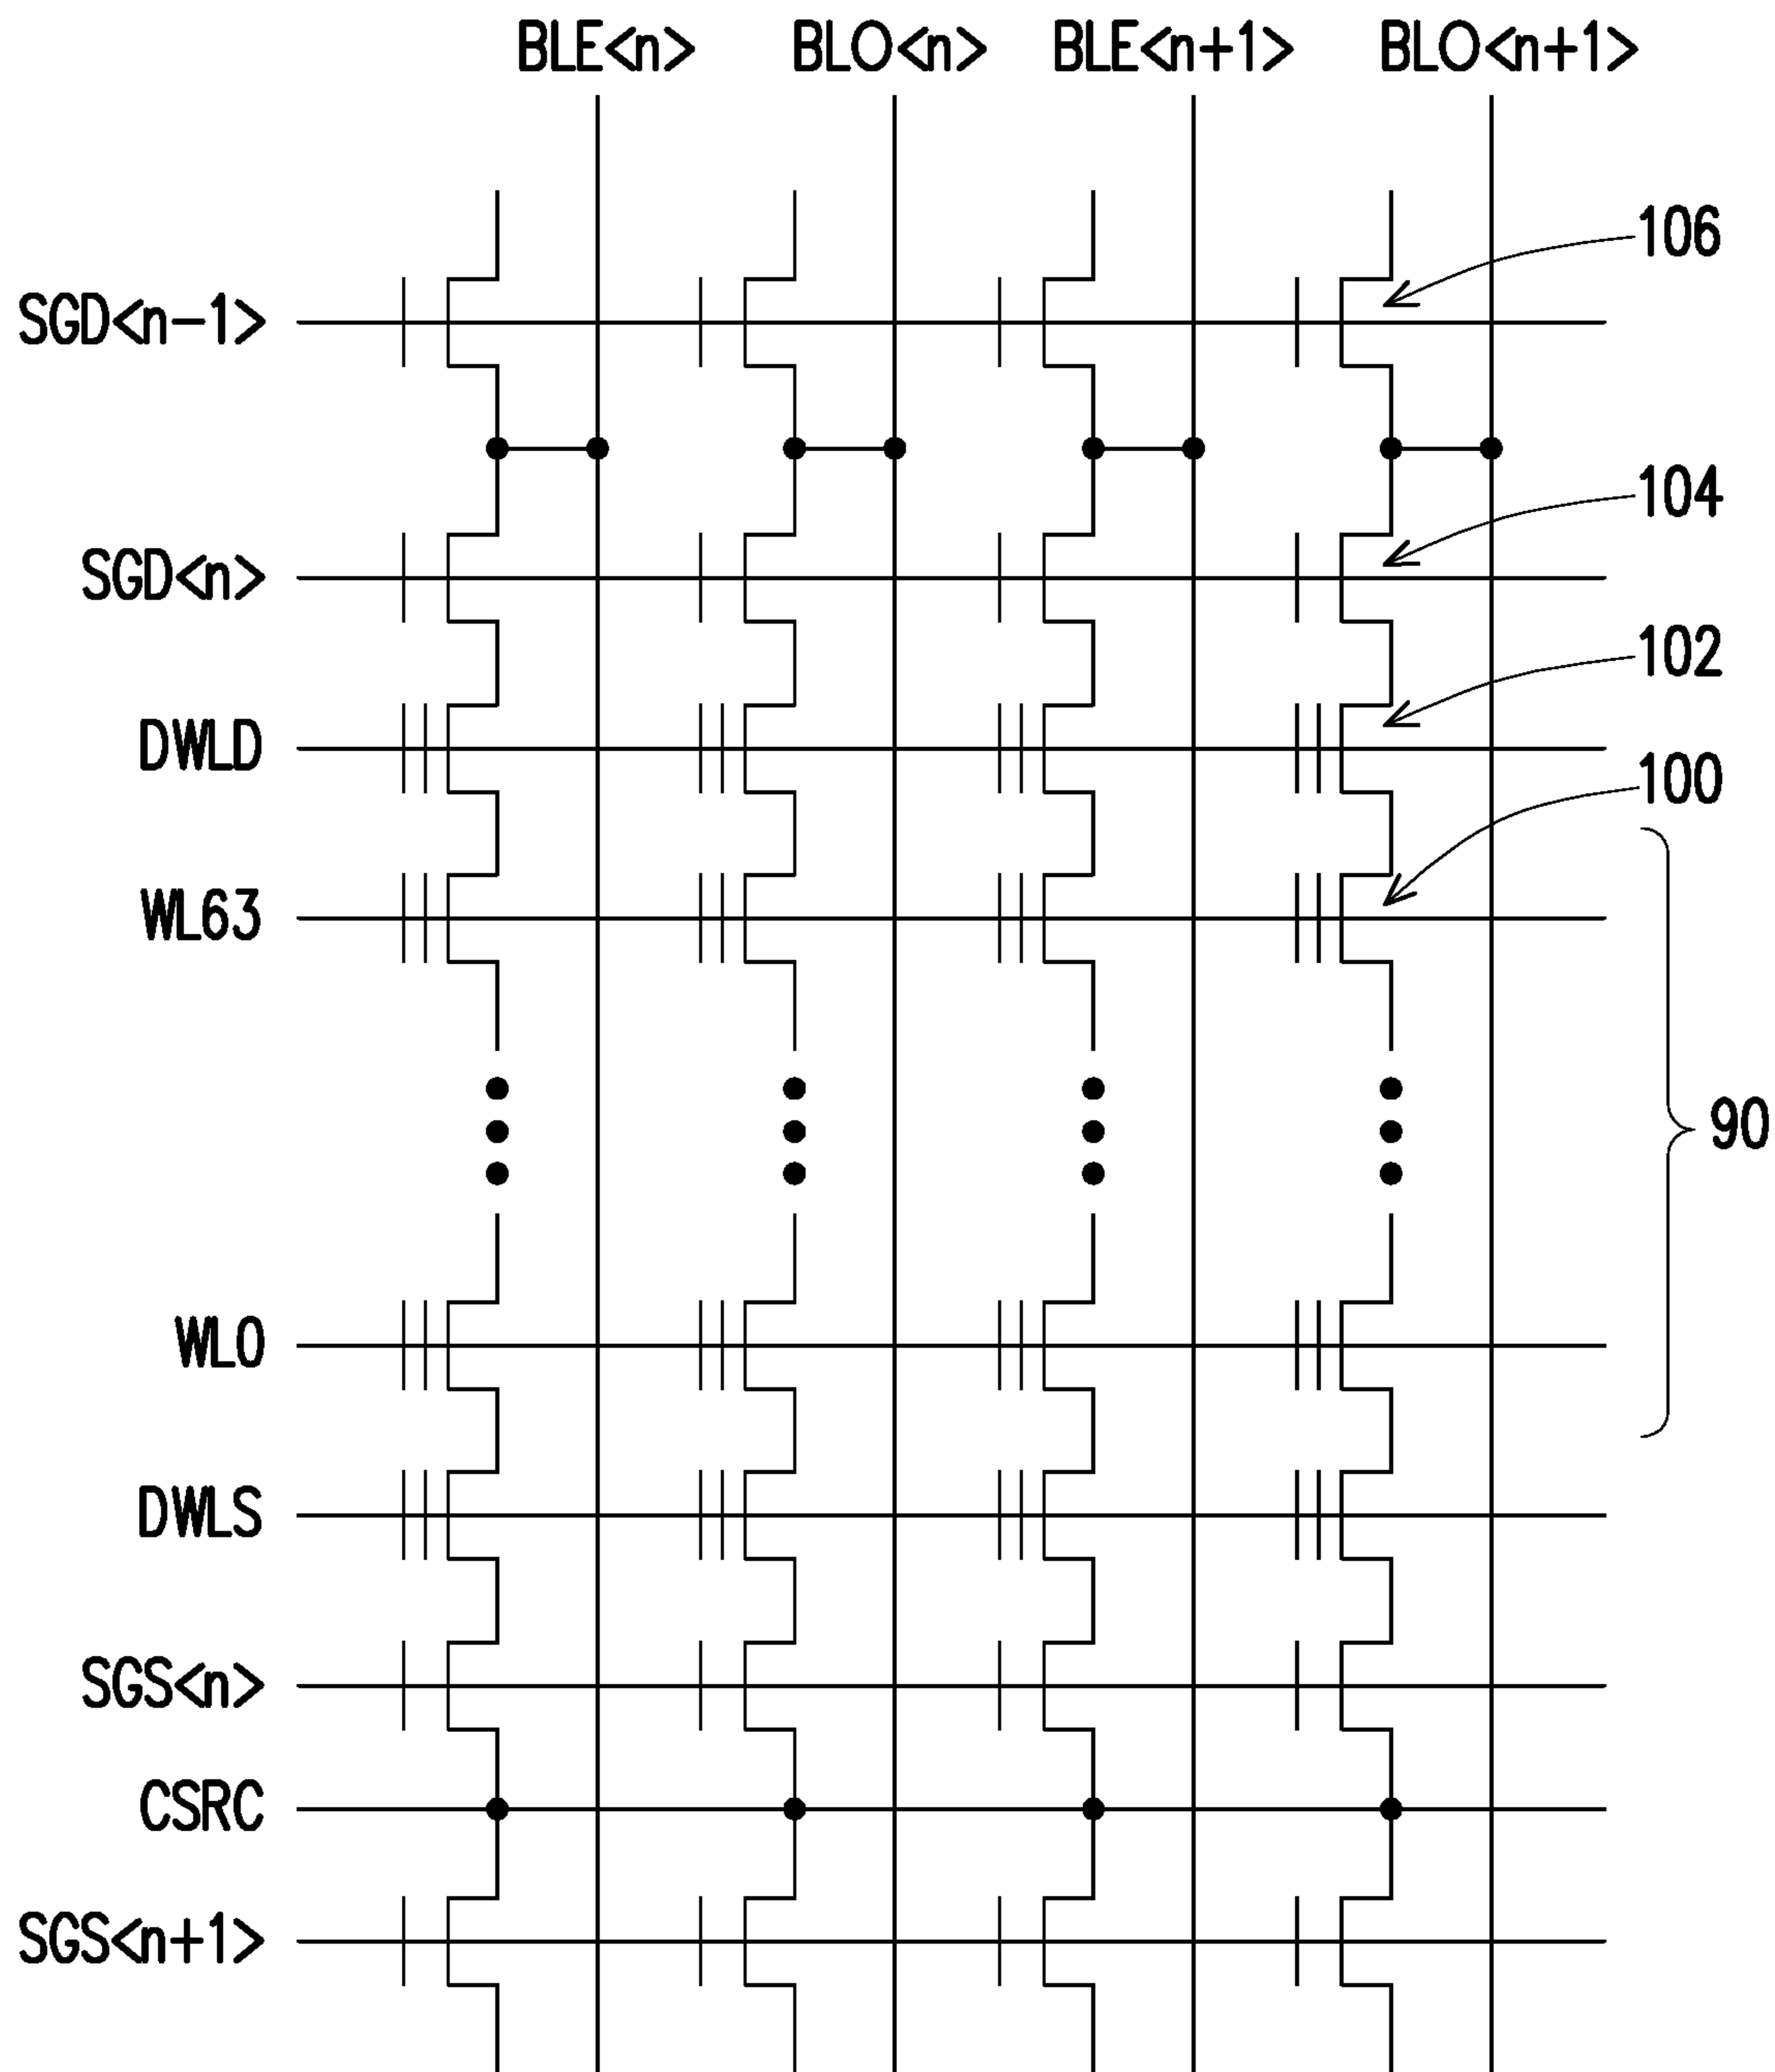 BLE<n> BLO<n> BLE<n+1> BLO<n+1>
106
SGD<n-1>
104
SGD<n>
102
DWLD
100
WL63
90
WL0
DWLS
SGS<n>
CSRC
SGS<n+1>